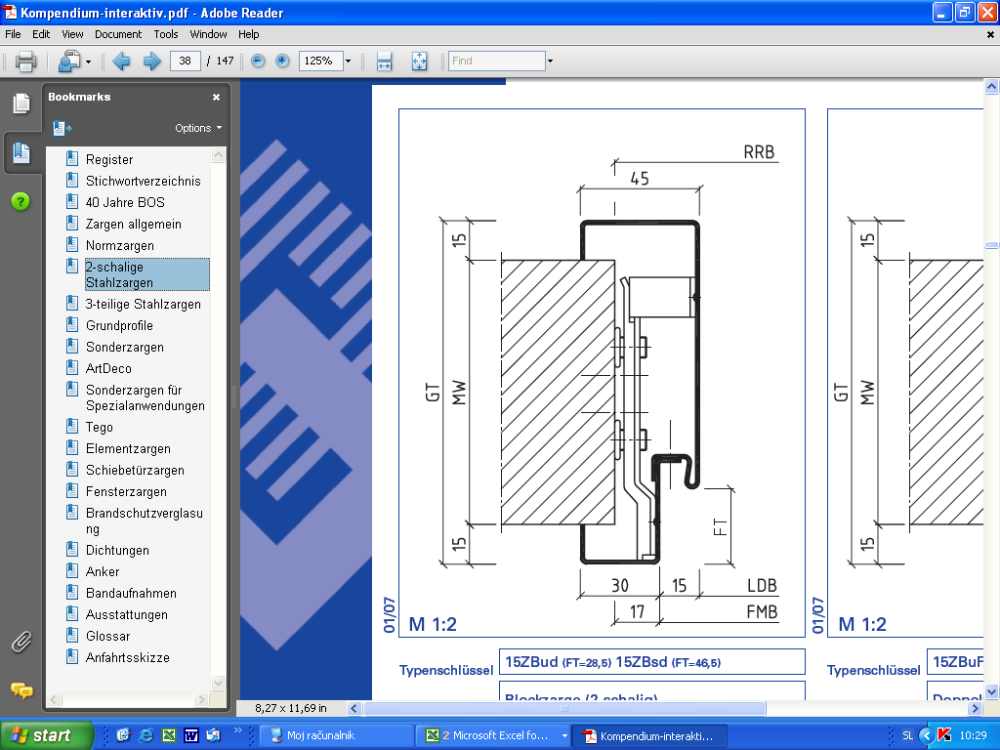 Kompendium-interaktiv.pdf - Adobe Reader
File Edit View Document Tools Window Help
38 / 147 125% Find
Bookmarks
Options
Register
Stichwortverzeichnis
40 Jahre BOS
Zargen allgemein
Normzargen
2-schalige
Stahlzargen
3-teilige Stahlzargen
Grundprofile
Sonderzargen
ArtDeco
Sonderzargen für
Spezialanwendungen
Tego
Elementzargen
Schiebetürzargen
Fensterzargen
Brandschutzverglasu
ng
Dichtungen
Anker
Bandaufnahmen
Ausstattungen
Glossar
Anfahrtsskizze
RRB
45
15
GT
MW
15
FT
30 15 LDB
17 FMB
01/07
M 1:2
Typenschlüssel
15ZBud (FT=28,5) 15ZBsd (FT=46,5)
Blockzarge (2-schalig)
15
GT
MW
15
01/07
M 1:2
Typenschlüssel
15ZBuF
Doppel
8,27 x 11,69 in
start
Moj računalnik
2 Microsoft Excel fo...
Kompendium-interakti...
SL
10:29